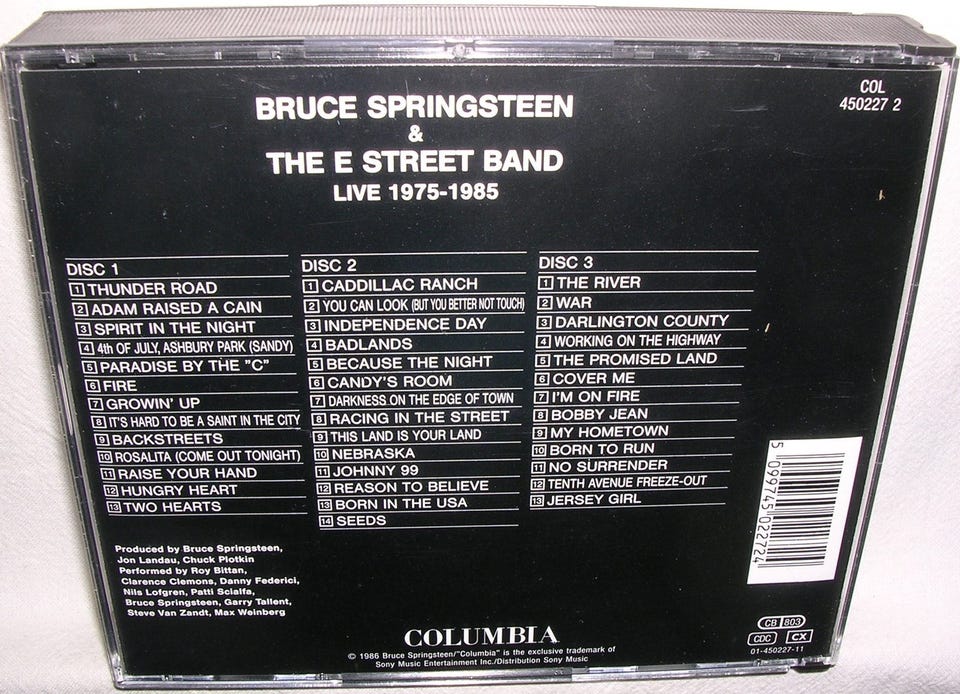 COL
450227 2
BRUCE SPRINGSTEEN
&
THE E STREET BAND
LIVE 1975-1985
DISC 1
1 THUNDER ROAD
2 ADAM RAISED A CAIN
3 SPIRIT IN THE NIGHT
4 4th OF JULY, ASHBURY PARK (SANDY)
5 PARADISE BY THE "C"
6 FIRE
7 GROWIN' UP
8 IT'S HARD TO BE A SAINT IN THE CITY
9 BACKSTREETS
10 ROSALITA (COME OUT TONIGHT)
11 RAISE YOUR HAND
12 HUNGRY HEART
13 TWO HEARTS
DISC 2
1 CADDILLAC RANCH
2 YOU CAN LOOK (BUT YOU BETTER NOT TOUCH)
3 INDEPENDENCE DAY
4 BADLANDS
5 BECAUSE THE NIGHT
6 CANDY'S ROOM
7 DARKNESS ON THE EDGE OF TOWN
8 RACING IN THE STREET
9 THIS LAND IS YOUR LAND
10 NEBRASKA
11 JOHNNY 99
12 REASON TO BELIEVE
13 BORN IN THE USA
14 SEEDS
DISC 3
1 THE RIVER
2 WAR
3 DARLINGTON COUNTY
4 WORKING ON THE HIGHWAY
5 THE PROMISED LAND
6 COVER ME
7 I'M ON FIRE
8 BOBBY JEAN
9 MY HOMETOWN
10 BORN TO RUN
11 NO SURRENDER
12 TENTH AVENUE FREEZE-OUT
13 JERSEY GIRL
5 099745 022724
Produced by Bruce Springsteen,
Jon Landau, Chuck Plotkin
Performed by Roy Bittan,
Clarence Clemons, Danny Federici,
Nils Lofgren, Patti Scialfa,
Bruce Springsteen, Garry Tallent,
Steve Van Zandt, Max Weinberg
COLUMBIA
© 1986 Bruce Springsteen/"Columbia" is the exclusive trademark of
Sony Music Entertainment Inc./Distribution Sony Music
CB 803
CDC CX
01-450227-11